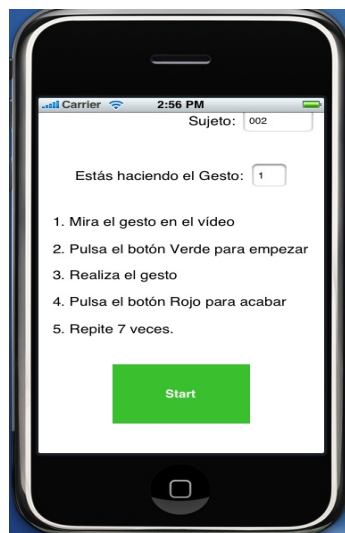 Carrier 2:56 PM
Sujeto: 002
Estás haciendo el Gesto: 1
1. Mira el gesto en el vídeo
2. Pulsa el botón Verde para empezar
3. Realiza el gesto
4. Pulsa el botón Rojo para acabar
5. Repite 7 veces.
Start